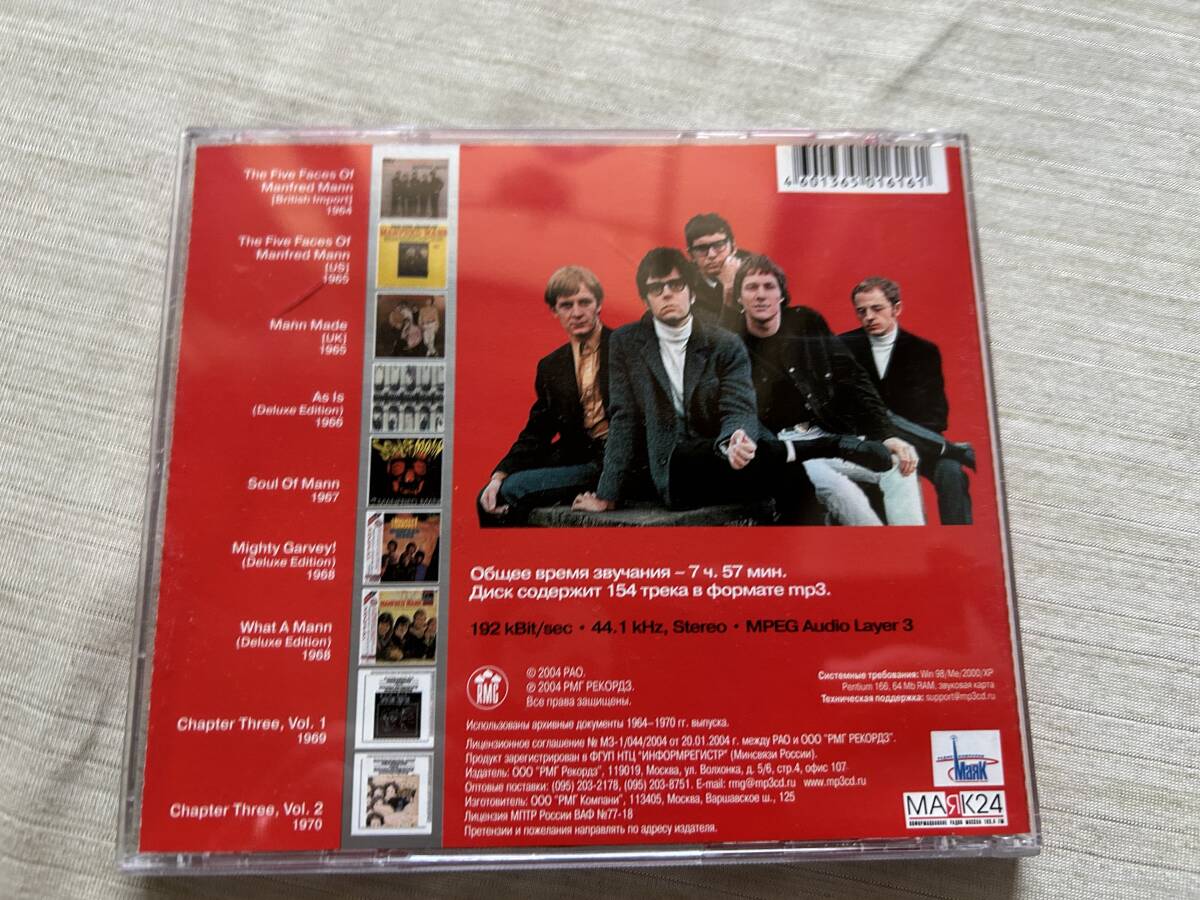 The Five Faces Of
Manfred Mann
[British Import]
1964
The Five Faces Of
Manfred Mann
[US]
1965
Mann Made
[UK]
1965
As Is
(Deluxe Edition)
1966
Soul Of Mann
1967
Mighty Garvey!
(Deluxe Edition)
1968
What A Mann
(Deluxe Edition)
1968
Chapter Three, Vol. 1
1969
Chapter Three, Vol. 2
1970
4 601365 016161
Общее время звучания – 7 ч. 57 мин.
Диск содержит 154 трека в формате mp3.
192 kBit/sec • 44.1 kHz, Stereo • MPEG Audio Layer 3
RMG
© 2004 РАО.
℗ 2004 РМГ РЕКОРДЗ.
Все права защищены.
Системные требования: Win 98/Me/2000/XP
Pentium 166, 64 Mb RAM, звуковая карта
Техническая поддержка: support@mp3cd.ru
Использованы архивные документы 1964–1970 гг. выпуска.
Лицензионное соглашение № МЗ-1/044/2004 от 20.01.2004 г. между РАО и ООО "РМГ РЕКОРДЗ".
Продукт зарегистрирован в ФГУП НТЦ "ИНФОРМРЕГИСТР" (Минсвязи России).
Издатель: ООО "РМГ Рекордз", 119019, Москва, ул. Волхонка, д. 5/6, стр.4, офис 107
Оптовые поставки: (095) 203-2178, (095) 203-8751. E-mail: rmg@mp3cd.ru www.mp3cd.ru
Изготовитель: ООО "РМГ Компани", 113405, Москва, Варшавское ш., 125
Лицензия МПТР России ВАФ №77-18
Претензии и пожелания направлять по адресу издателя.
Маяк
МАЯК24